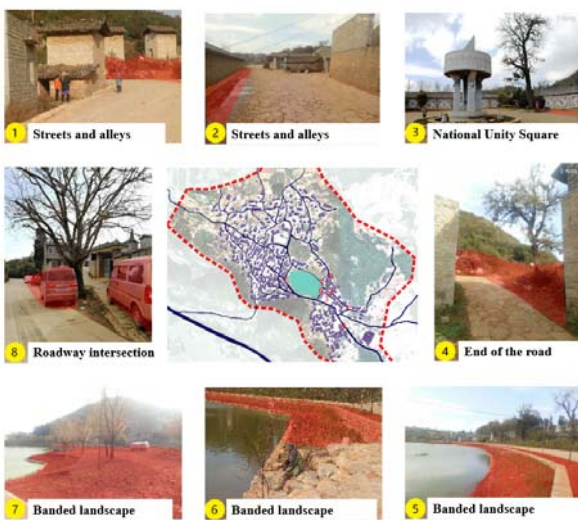 1 Streets and alleys
2 Streets and alleys
3 National Unity Square
8 Roadway intersection
4 End of the road
7 Banded landscape
6 Banded landscape
5 Banded landscape